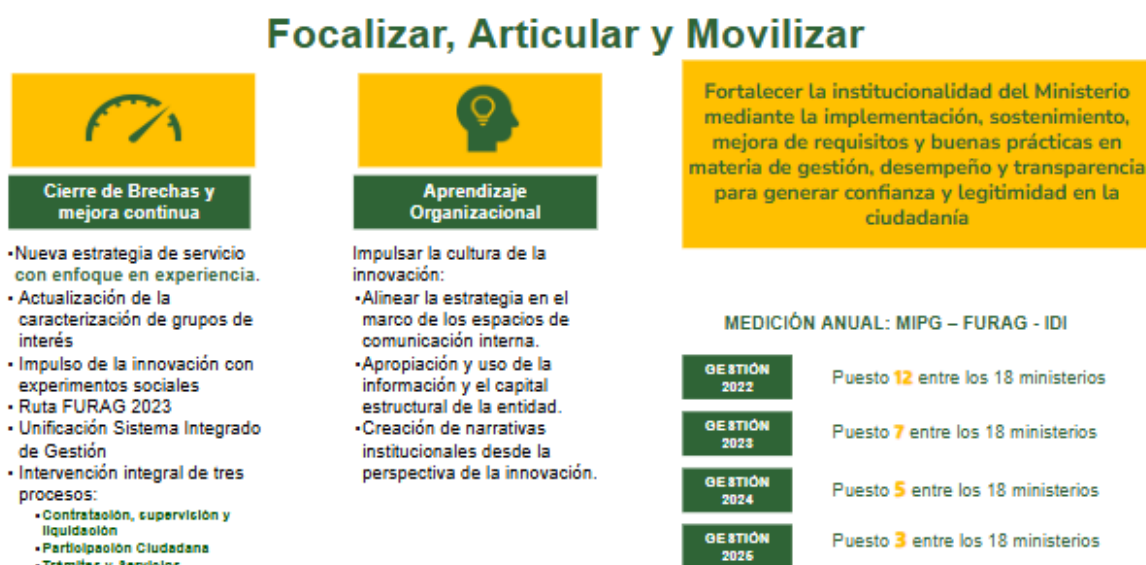 Focalizar, Articular y Movilizar
Cierre de Brechas y
mejora continua
▪Nueva estrategia de servicio
con enfoque en experiencia.
▪ Actualización de la
caracterización de grupos de
interés
▪ Impulso de la innovación con
experimentos sociales
▪ Ruta FURAG 2023
▪ Unificación Sistema Integrado
de Gestión
▪ Intervención integral de tres
procesos:
▪Contratación, supervisión y
liquidación
▪Participación Ciudadana
▪Trámites y Servicios
Aprendizaje
Organizacional
Impulsar la cultura de la
innovación:
▪Alinear la estrategia en el
marco de los espacios de
comunicación interna.
▪Apropiación y uso de la
información y el capital
estructural de la entidad.
▪Creación de narrativas
institucionales desde la
perspectiva de la innovación.
Fortalecer la institucionalidad del Ministerio
mediante la implementación, sostenimiento,
mejora de requisitos y buenas prácticas en
materia de gestión, desempeño y transparencia
para generar confianza y legitimidad en la
ciudadanía
MEDICIÓN ANUAL: MIPG – FURAG - IDI
GESTIÓN
2022
Puesto 12 entre los 18 ministerios
GESTIÓN
2023
Puesto 7 entre los 18 ministerios
GESTIÓN
2024
Puesto 5 entre los 18 ministerios
GESTIÓN
2025
Puesto 3 entre los 18 ministerios